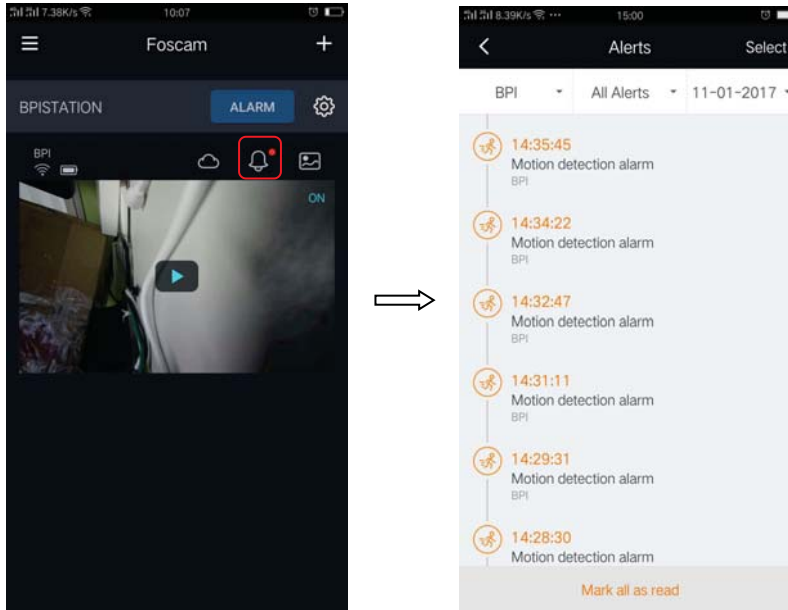 7.38K/s 10:07
Foscam
BPISTATION ALARM
BPI
ON
8.39K/s 15:00
Alerts Select
BPI All Alerts 11-01-2017
14:35:45
Motion detection alarm
BPI
14:34:22
Motion detection alarm
BPI
14:32:47
Motion detection alarm
BPI
14:31:11
Motion detection alarm
BPI
14:29:31
Motion detection alarm
BPI
14:28:30
Motion detection alarm
Mark all as read